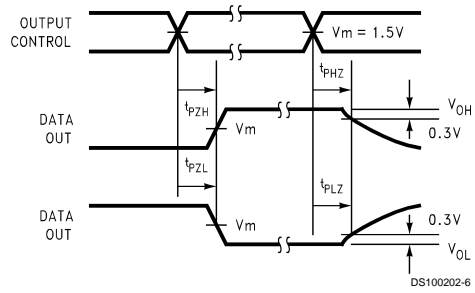 OUTPUT
CONTROL
Vm = 1.5V
tPZH
tPHZ
DATA
OUT
Vm
VOH
0.3V
tPZL
tPLZ
DATA
OUT
Vm
0.3V
VOL
DS100202-6